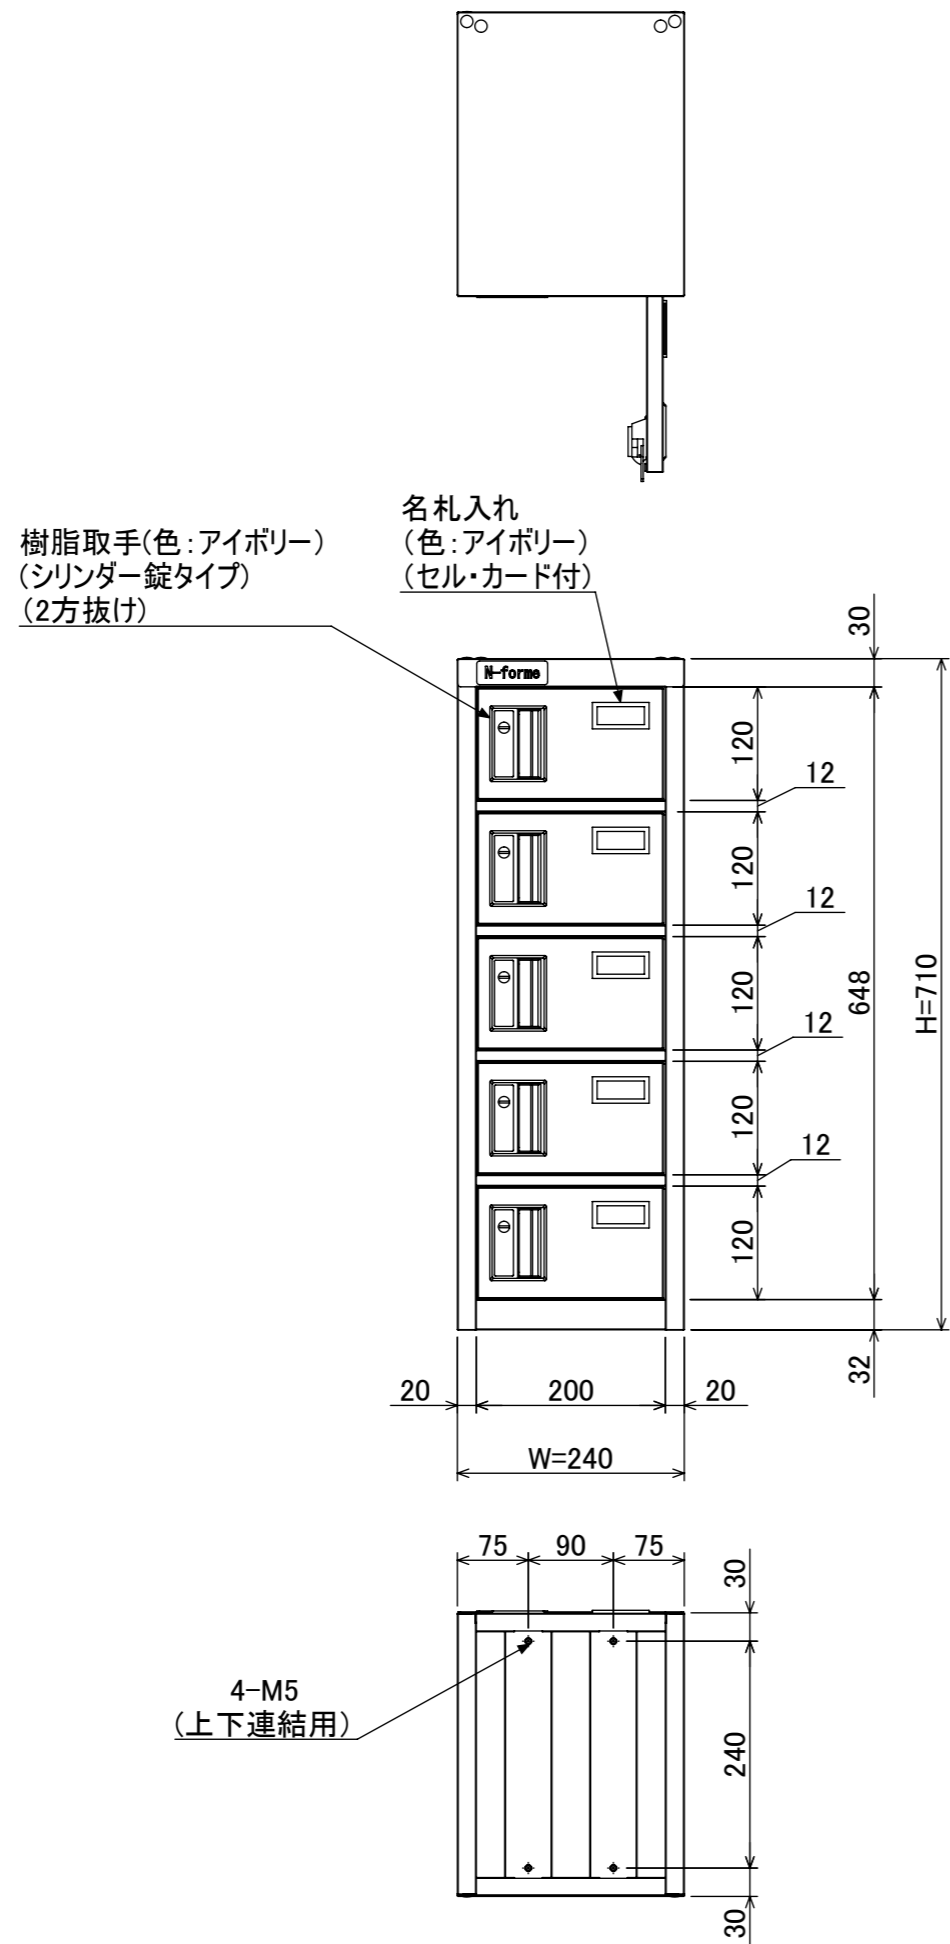 樹脂取手(色:アイボリー)
(シリンダー錠タイプ)
(2方抜け)
名札入れ
(色:アイボリー)
(セル・カード付)
N-forme
30
120
12
120
12
120
12
120
12
120
648
H=710
32
20
200
20
W=240
75
90
75
30
4-M5
(上下連結用)
240
30